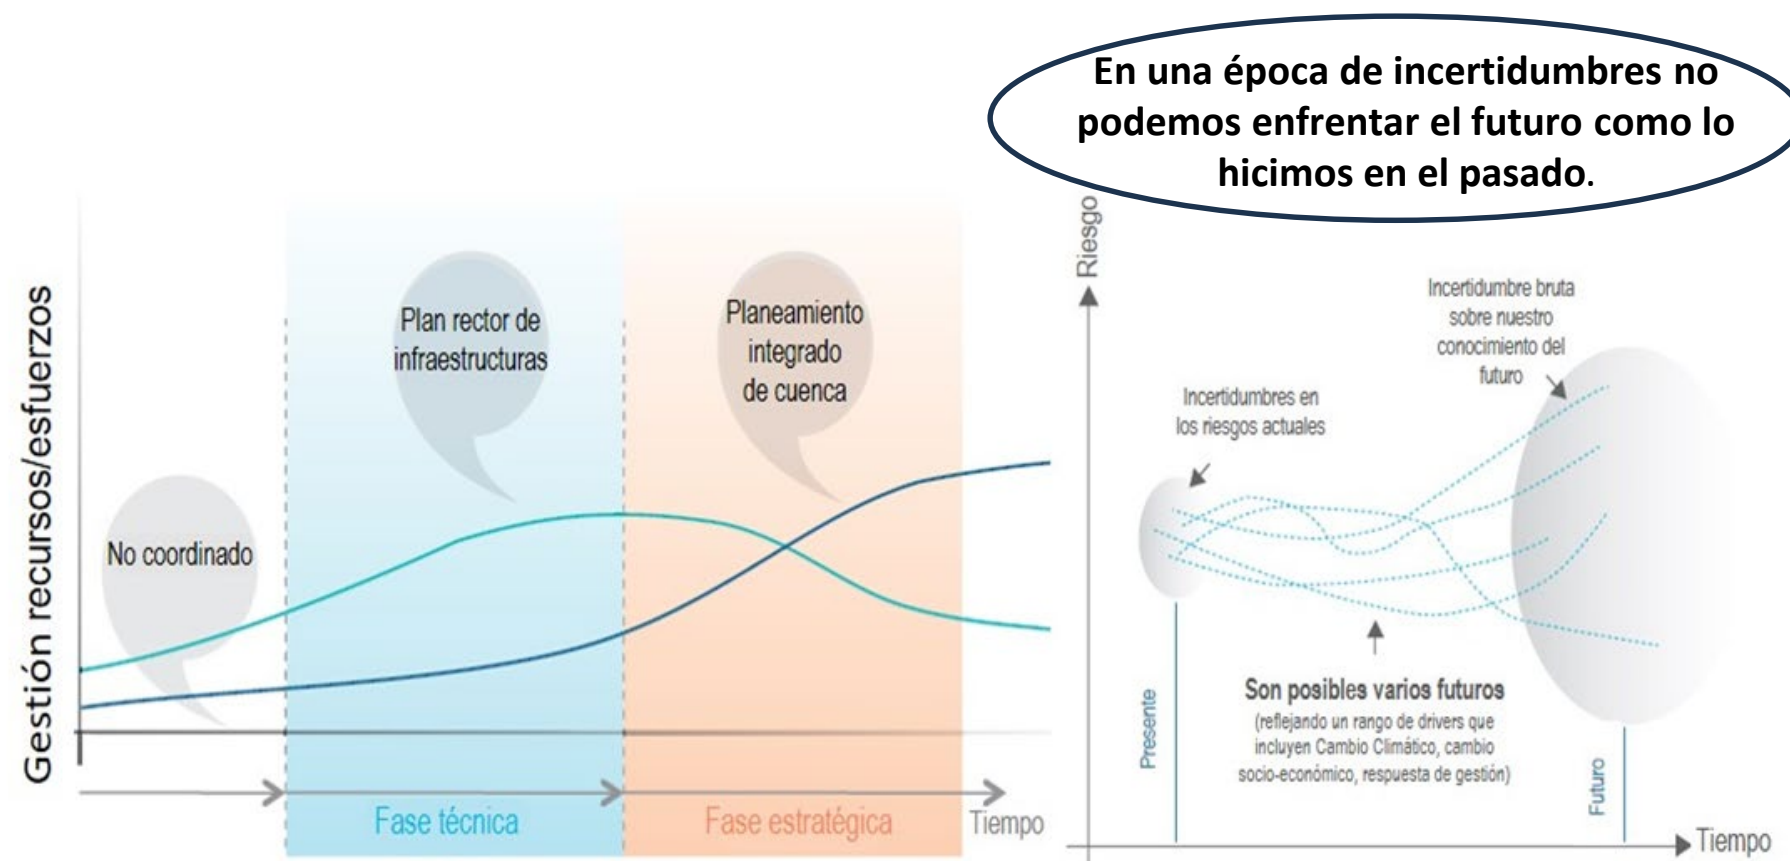 En una época de incertidumbres no
podemos enfrentar el futuro como lo
hicimos en el pasado.
Gestión recursos/esfuerzos
No coordinado
Plan rector de
infraestructuras
Planeamiento
integrado
de cuenca
Fase técnica
Fase estratégica
Tiempo
Riesgo
Incertidumbres en
los riesgos actuales
Incertidumbre bruta
sobre nuestro
conocimiento del
futuro
Son posibles varios futuros
(reflejando un rango de drivers que
incluyen Cambio Climático, cambio
socio-económico, respuesta de gestión)
Presente
Futuro
Tiempo